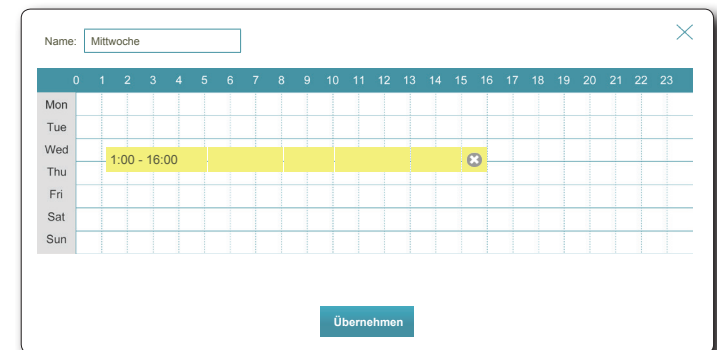 Name: Mittwoche
0 1 2 3 4 5 6 7 8 9 10 11 12 13 14 15 16 17 18 19 20 21 22 23
Mon
Tue
Wed
1:00 - 16:00
Thu
Fri
Sat
Sun
Übernehmen